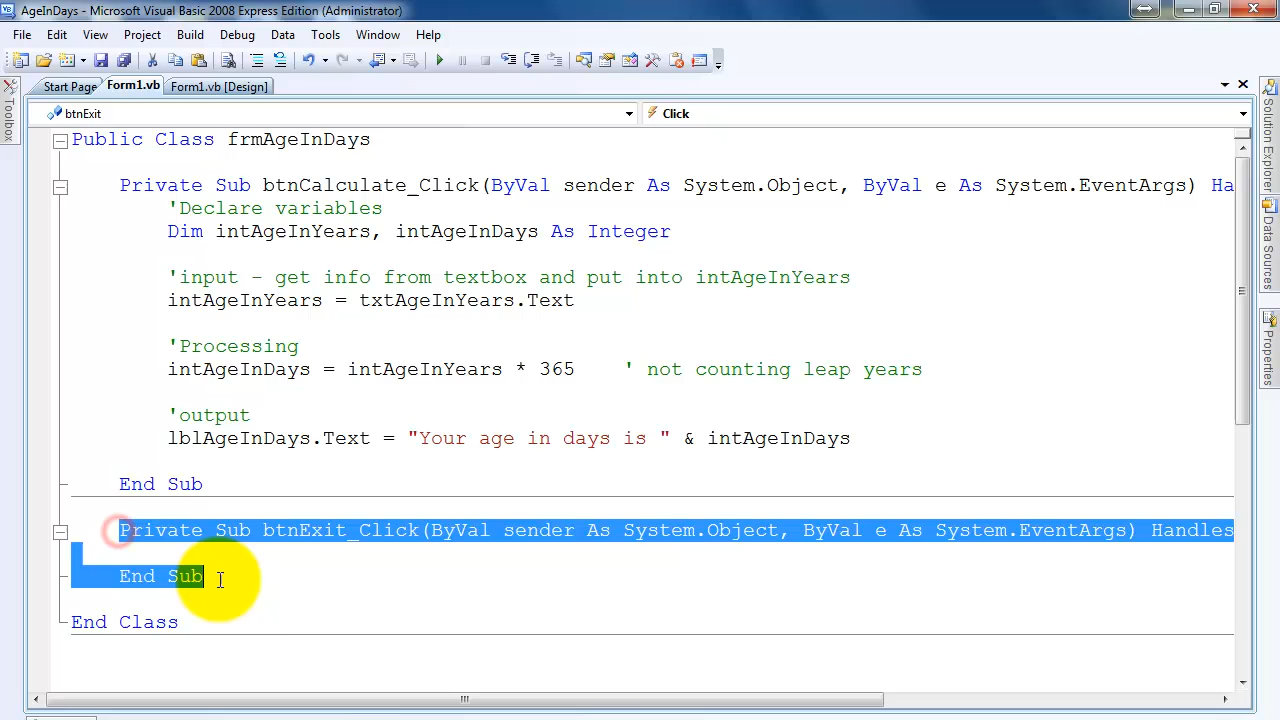 AgeInDays - Microsoft Visual Basic 2008 Express Edition (Administrator)
File Edit View Project Build Debug Data Tools Window Help
Start Page Form1.vb Form1.vb [Design]
btnExit Click
Toolbox
Public Class frmAgeInDays
Private Sub btnCalculate_Click(ByVal sender As System.Object, ByVal e As System.EventArgs) Ha
'Declare variables
Dim intAgeInYears, intAgeInDays As Integer
'input - get info from textbox and put into intAgeInYears
intAgeInYears = txtAgeInYears.Text
'Processing
intAgeInDays = intAgeInYears * 365 ' not counting leap years
'output
lblAgeInDays.Text = "Your age in days is " & intAgeInDays
End Sub
Private Sub btnExit_Click(ByVal sender As System.Object, ByVal e As System.EventArgs) Handles
End Sub
End Class
Solution Explorer
Data Sources
Properties